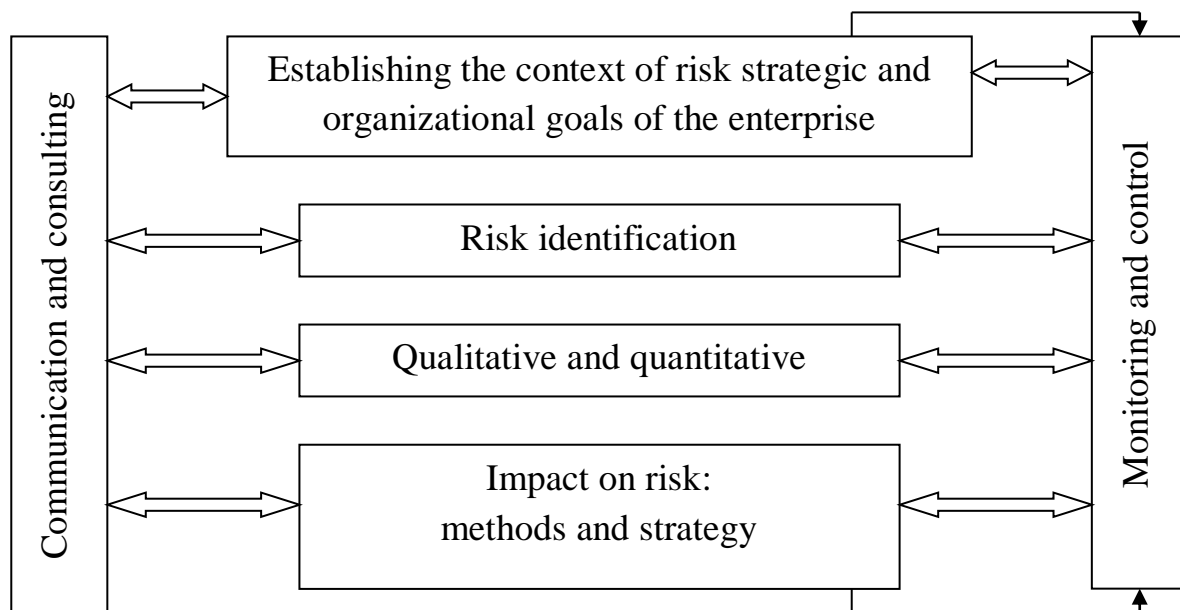 Communication and consulting
Establishing the context of risk strategic and
organizational goals of the enterprise
Risk identification
Qualitative and quantitative
Impact on risk:
methods and strategy
Monitoring and control